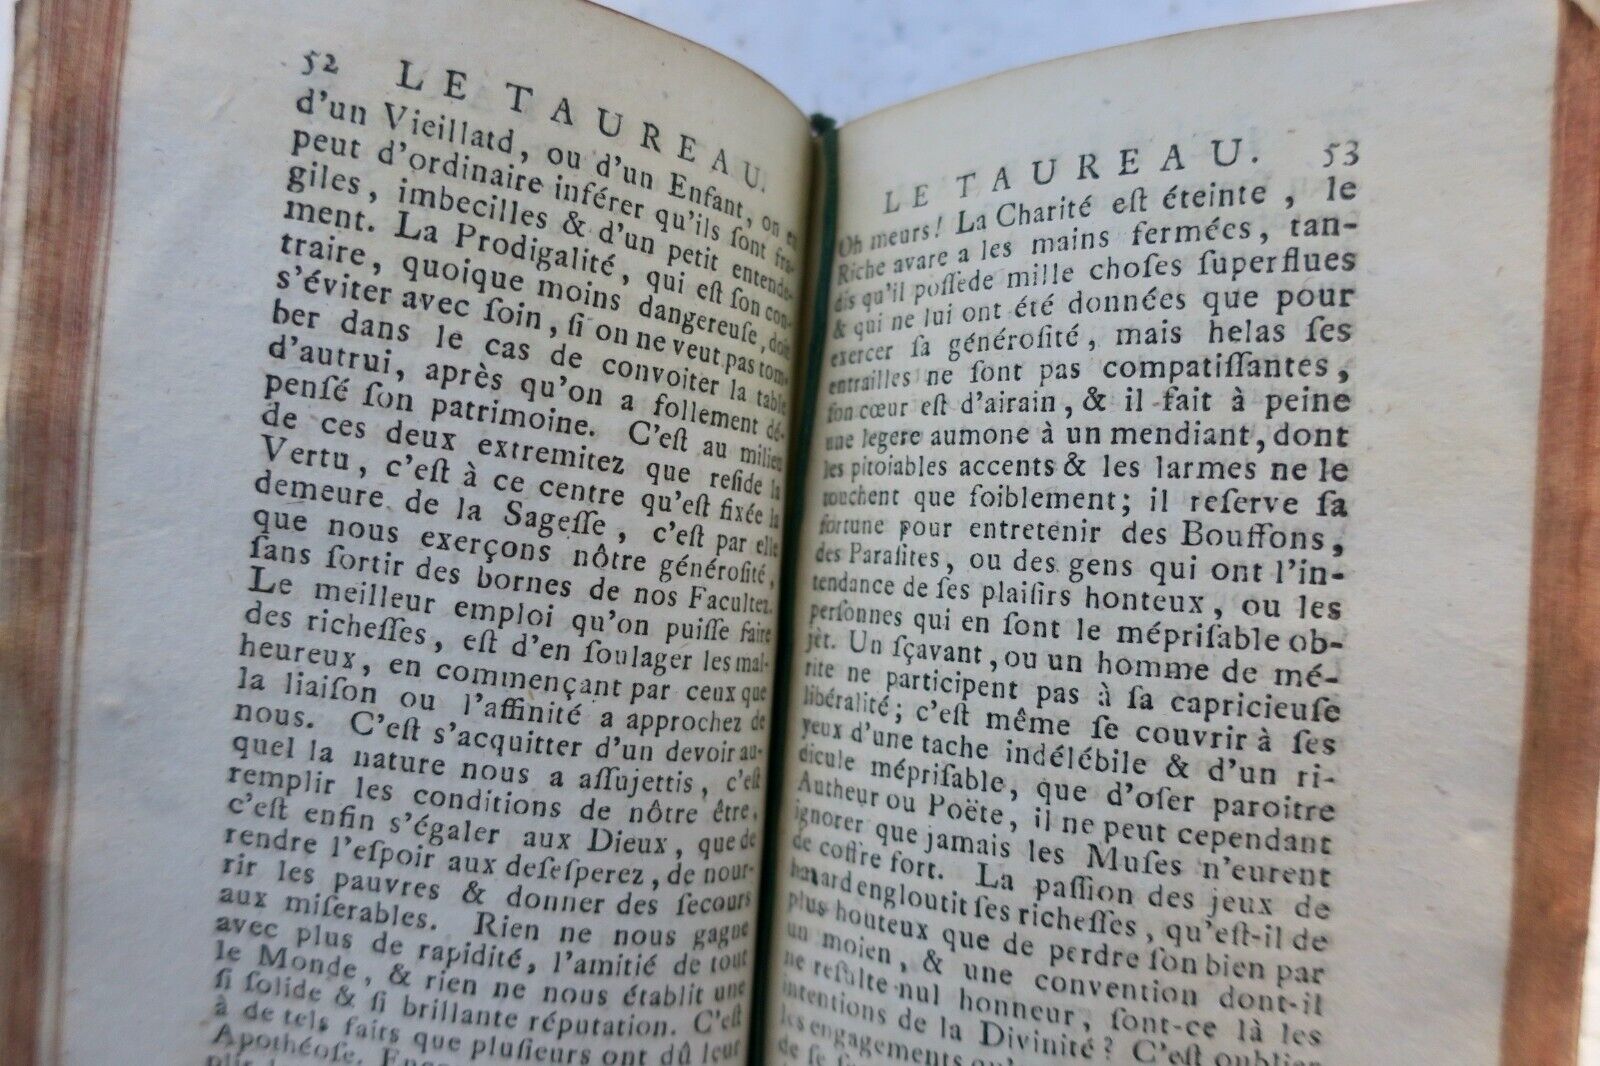 52 LE TAUREAU.
d'un Vieillatd, ou d'un Enfant, on en
peut d'ordinaire inférer qu'ils ſont fra-
giles, imbecilles & d'un petit entende-
ment. La Prodigalité, qui eſt ſon con-
traire, quoique moins dangereuſe, doit
s'éviter avec ſoin, ſi on ne veut pas tom-
ber dans le cas de convoiter la table
d'autrui, après qu'on a follement dé-
penſé ſon patrimoine. C'eſt au milieu
de ces deux extremitez que reſide la
Vertu, c'eſt à ce centre qu'eſt fixée la
demeure de la Sageſſe, c'eſt par elle
que nous exerçons nôtre généroſité,
ſans ſortir des bornes de nos Facultez.
Le meilleur emploi qu'on puiſſe faire
des richeſſes, eſt d'en ſoulager les mal-
heureux, en commençant par ceux que
la liaiſon ou l'affinité a approchez de
nous. C'eſt s'acquitter d'un devoir au-
quel la nature nous a aſſujettis, c'eſt
remplir les conditions de nôtre être,
c'eſt enfin s'égaler aux Dieux, que de
rendre l'eſpoir aux deſeſperez, de nour-
rir les pauvres & donner des ſecours
aux miſerables. Rien ne nous gagne
avec plus de rapidité, l'amitié de tout
le Monde, & rien ne nous établit une
ſi ſolide & ſi brillante réputation. C'eſt
à de tels faits que pluſieurs ont dû leur
Apothéoſe.
LE TAUREAU. 53
Oh meurs! La Charité eſt éteinte, le
Riche avare a les mains fermées, tan-
dis qu'il poſſede mille choſes ſuperflues
& qui ne lui ont été données que pour
exercer ſa généroſité, mais helas ſes
entrailles ne ſont pas compatiſſantes,
ſon cœur eſt d'airain, & il fait à peine
une legere aumone à un mendiant, dont
les pitoiables accents & les larmes ne le
touchent que foiblement; il reſerve ſa
fortune pour entretenir des Bouffons,
des Paraſites, ou des gens qui ont l'in-
tendance de ſes plaiſirs honteux, ou les
perſonnes qui en ſont le mépriſable ob-
jèt. Un ſçavant, ou un homme de mé-
rite ne participent pas à ſa capricieuſe
libéralité; c'eſt même ſe couvrir à ſes
yeux d'une tache indélébile & d'un ri-
dicule mépriſable, que d'oſer paroitre
Autheur ou Poëte, il ne peut cependant
ignorer que jamais les Muſes n'eurent
de coffre fort. La paſſion des jeux de
hazard engloutit ſes richeſſes, qu'eſt-il de
plus houteux que de perdre ſon bien par
un moien, & une convention dont-il
ne reſulte nul honneur, ſont-ce là les
intentions de la Divinité? C'eſt oublier
les engagements
de ſe